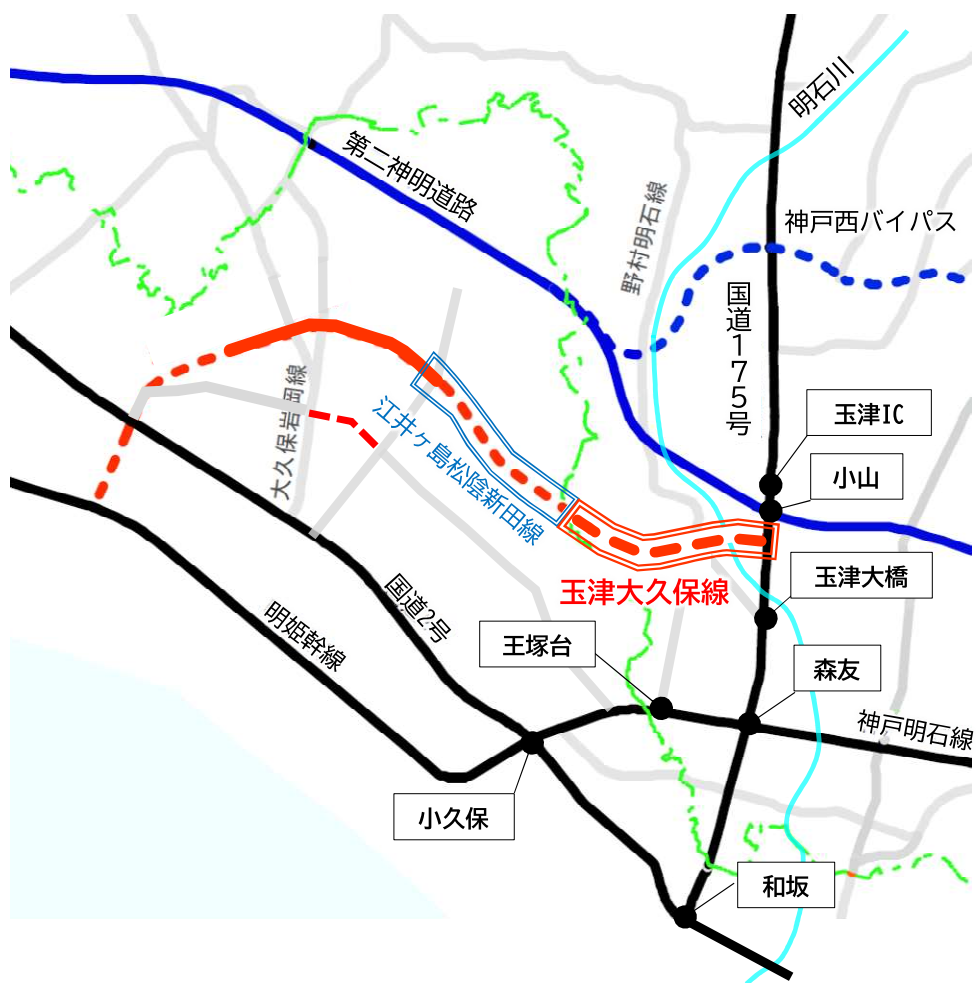 明石川
第二神明道路
神戸西バイパス
野村明石線
国道175号
玉津IC
大久保岩岡線
江井ヶ島松陰新田線
小山
玉津大橋
玉津大久保線
国道2号
明姫幹線
王塚台
森友
神戸明石線
小久保
和坂